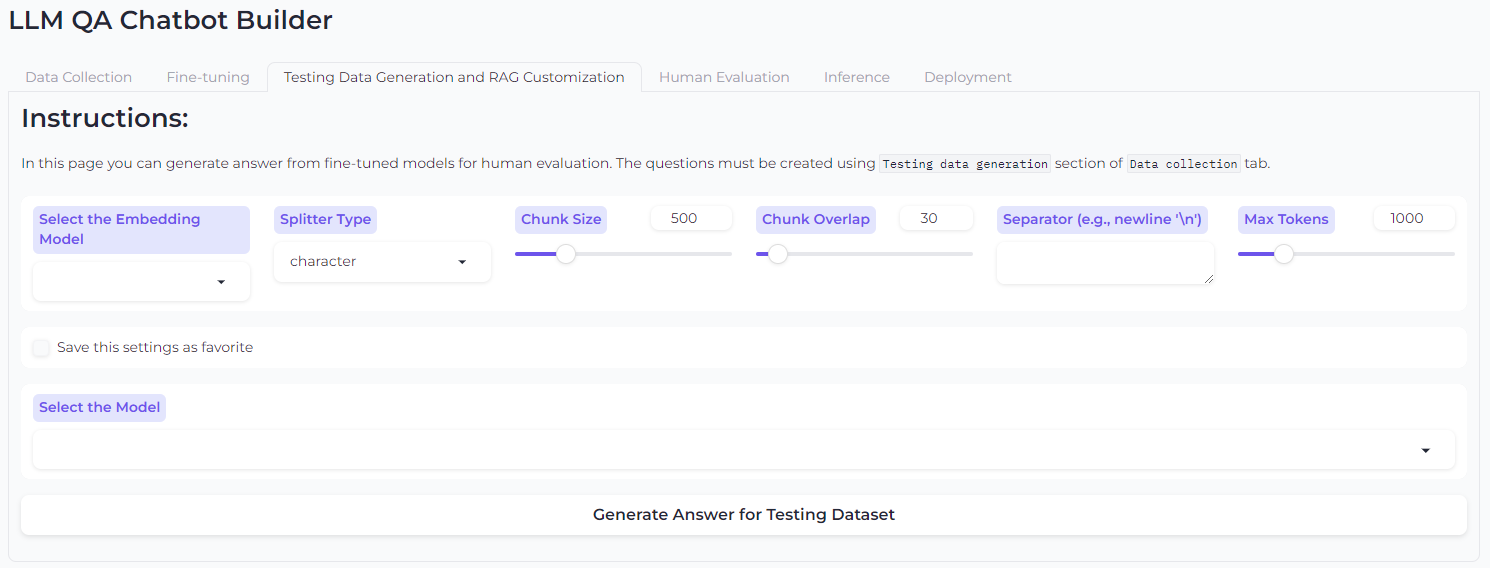 LLM QA Chatbot Builder
Data Collection Fine-tuning Testing Data Generation and RAG Customization Human Evaluation Inference Deployment
Instructions:
In this page you can generate answer from fine-tuned models for human evaluation. The questions must be created using Testing data generation section of Data collection tab.
Select the Embedding
Model
Splitter Type
character
Chunk Size 500
Chunk Overlap 30
Separator (e.g., newline '\n')
Max Tokens 1000
Save this settings as favorite
Select the Model
Generate Answer for Testing Dataset